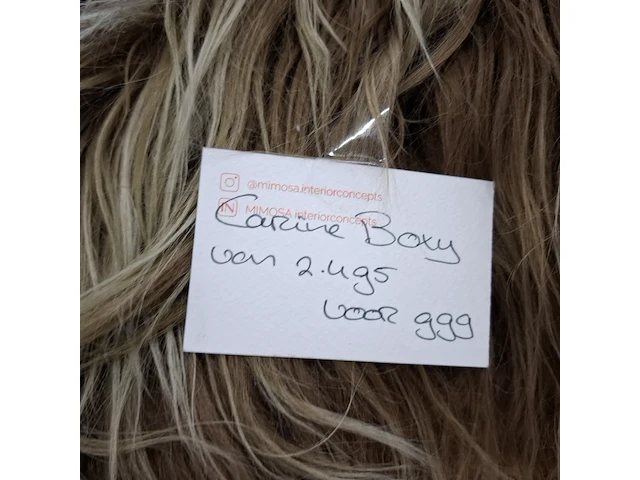 @mimosa.interiorconcepts
MIMOSA interiorconcepts
Carine Boxy
van 2.495
voor 999